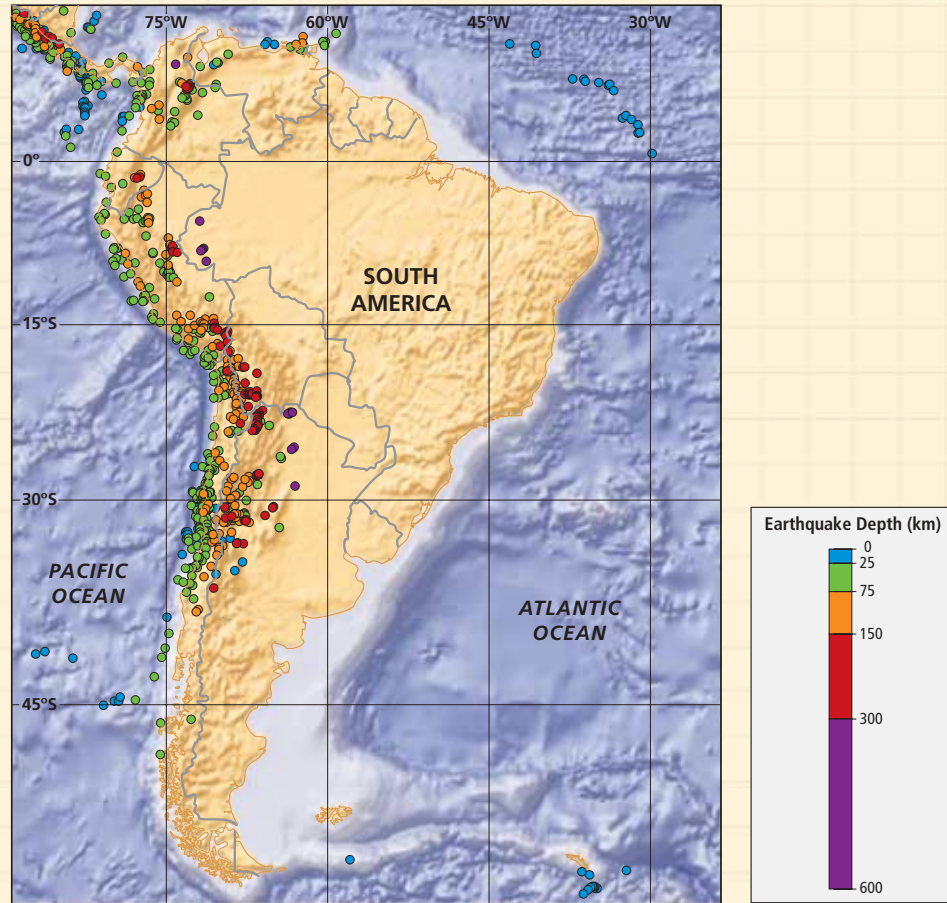 75°W 60°W 45°W 30°W
0°
SOUTH
AMERICA
15°S
30°S
PACIFIC
OCEAN
ATLANTIC
OCEAN
45°S
Earthquake Depth (km)
0
25
75
150
300
600